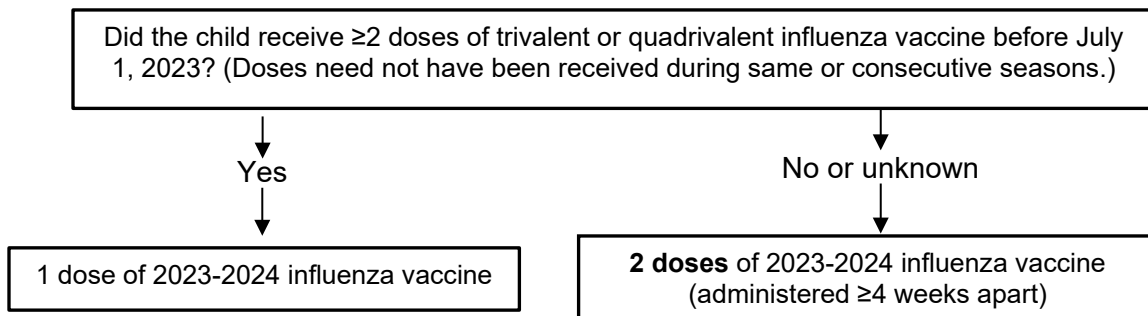 Did the child receive ≥2 doses of trivalent or quadrivalent influenza vaccine before July
1, 2023? (Doses need not have been received during same or consecutive seasons.)
Yes
No or unknown
1 dose of 2023-2024 influenza vaccine
2 doses of 2023-2024 influenza vaccine
(administered ≥4 weeks apart)